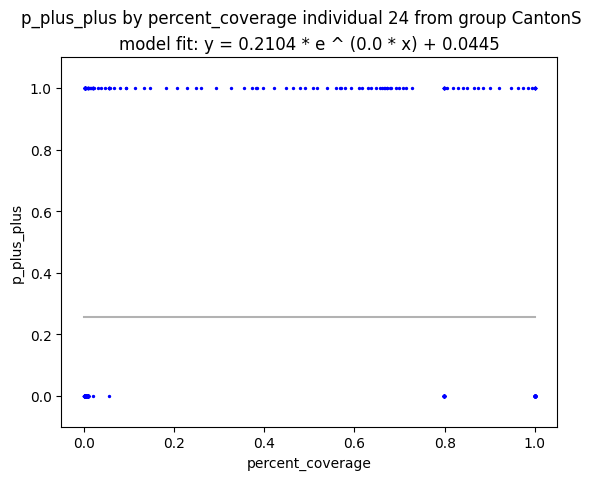 p_plus_plus by percent_coverage individual 24 from group CantonS
model fit: y = 0.2104 * e ^ (0.0 * x) + 0.0445
1.0
0.8
0.6
0.4
0.2
0.0
p_plus_plus
0.0 0.2 0.4 0.6 0.8 1.0
percent_coverage